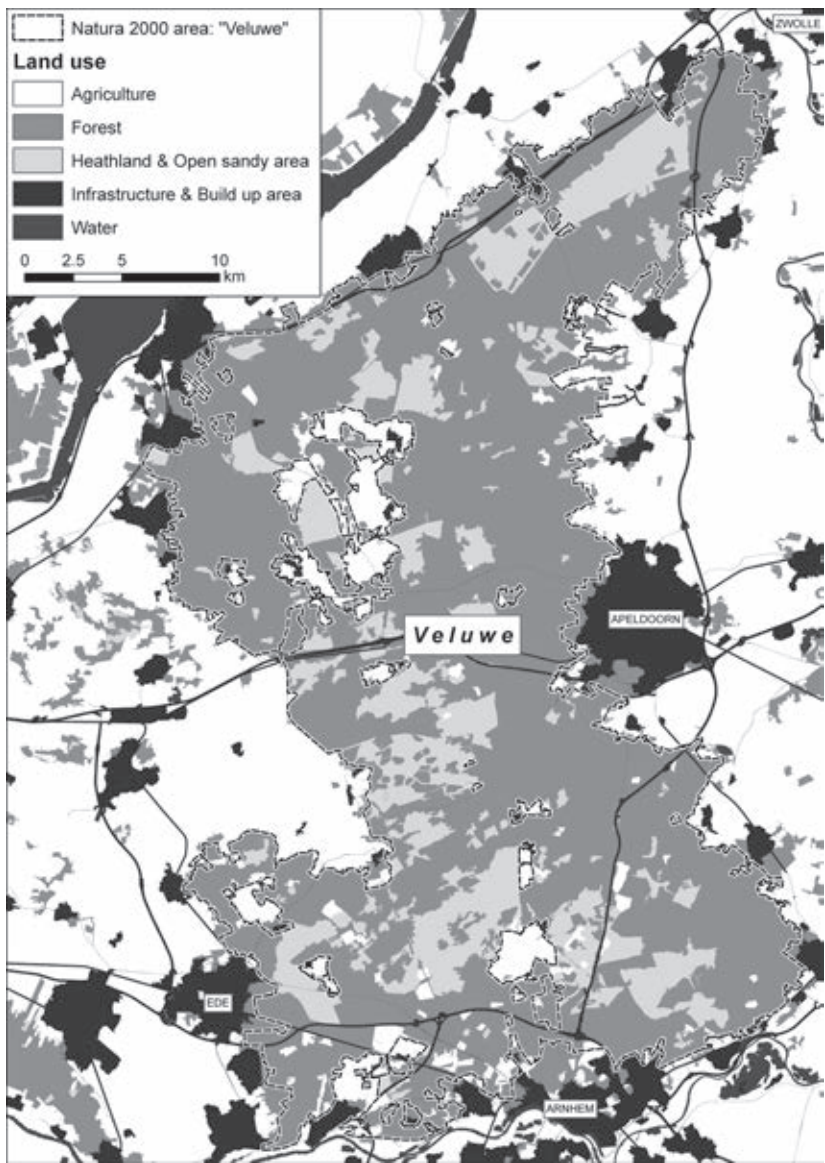 Natura 2000 area: "Veluwe"
Land use
Agriculture
Forest
Heathland & Open sandy area
Infrastructure & Build up area
Water
0 2.5 5 10
km
ZWOLLE
APELDOORN
Veluwe
EDE
ARNHEM